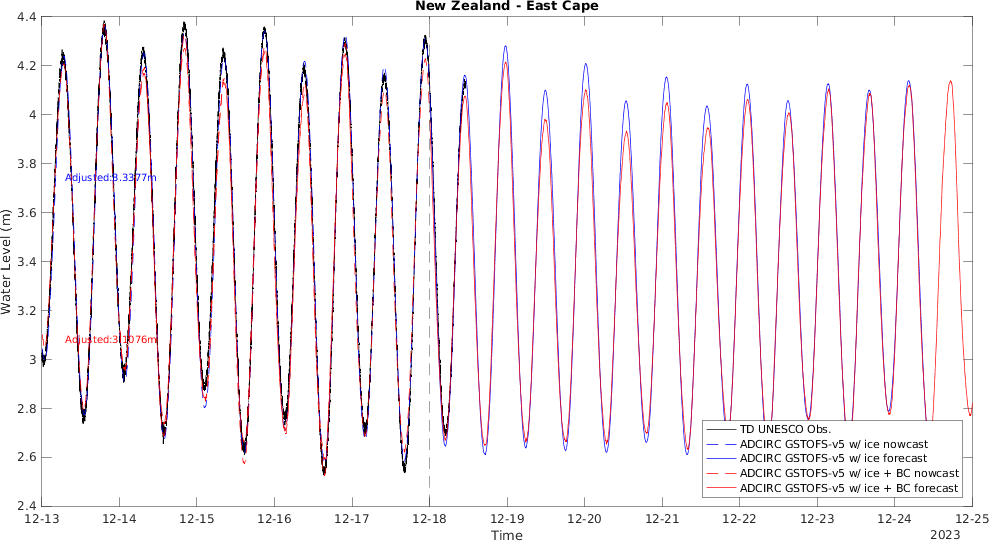 New Zealand - East Cape
4.4
4.2
4
3.8
3.6
3.4
3.2
3
2.8
2.6
2.4
Water Level (m)
Adjusted:3.3377m
Adjusted:3.1076m
TD UNESCO Obs.
ADCIRC GSTOFS-v5 w/ ice nowcast
ADCIRC GSTOFS-v5 w/ ice forecast
ADCIRC GSTOFS-v5 w/ ice + BC nowcast
ADCIRC GSTOFS-v5 w/ ice + BC forecast
12-13 12-14 12-15 12-16 12-17 12-18 12-19 12-20 12-21 12-22 12-23 12-24 12-25
Time
2023